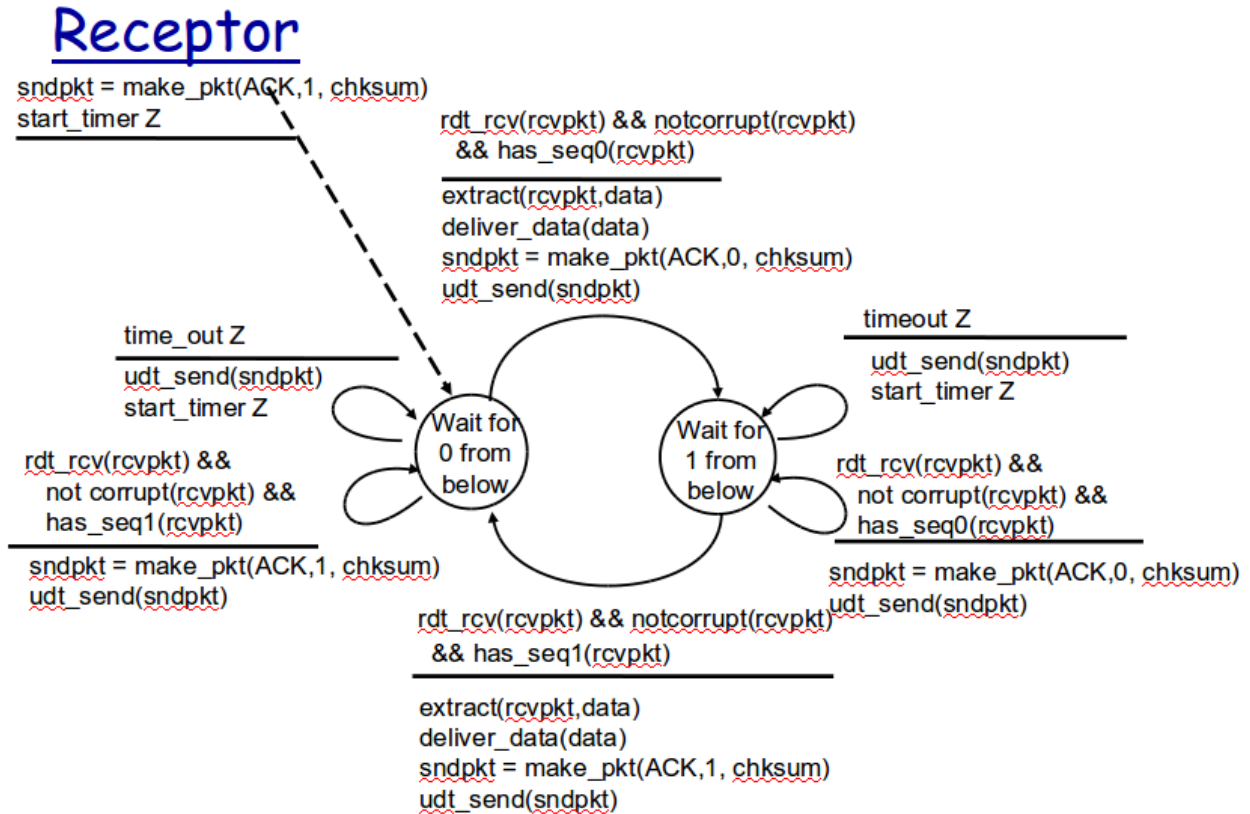 Receptor
sndpkt = make_pkt(ACK,1, chksum)
start_timer Z
rdt_rcv(rcvpkt) && notcorrupt(rcvpkt)
&& has_seq0(rcvpkt)
extract(rcvpkt,data)
deliver_data(data)
sndpkt = make_pkt(ACK,0, chksum)
udt_send(sndpkt)
time_out Z
udt_send(sndpkt)
start_timer Z
timeout Z
udt_send(sndpkt)
start_timer Z
Wait for
0 from
below
Wait for
1 from
below
rdt_rcv(rcvpkt) &&
not corrupt(rcvpkt) &&
has_seq1(rcvpkt)
sndpkt = make_pkt(ACK,1, chksum)
udt_send(sndpkt)
rdt_rcv(rcvpkt) &&
not corrupt(rcvpkt) &&
has_seq0(rcvpkt)
sndpkt = make_pkt(ACK,0, chksum)
udt_send(sndpkt)
rdt_rcv(rcvpkt) && notcorrupt(rcvpkt)
&& has_seq1(rcvpkt)
extract(rcvpkt,data)
deliver_data(data)
sndpkt = make_pkt(ACK,1, chksum)
udt_send(sndpkt)